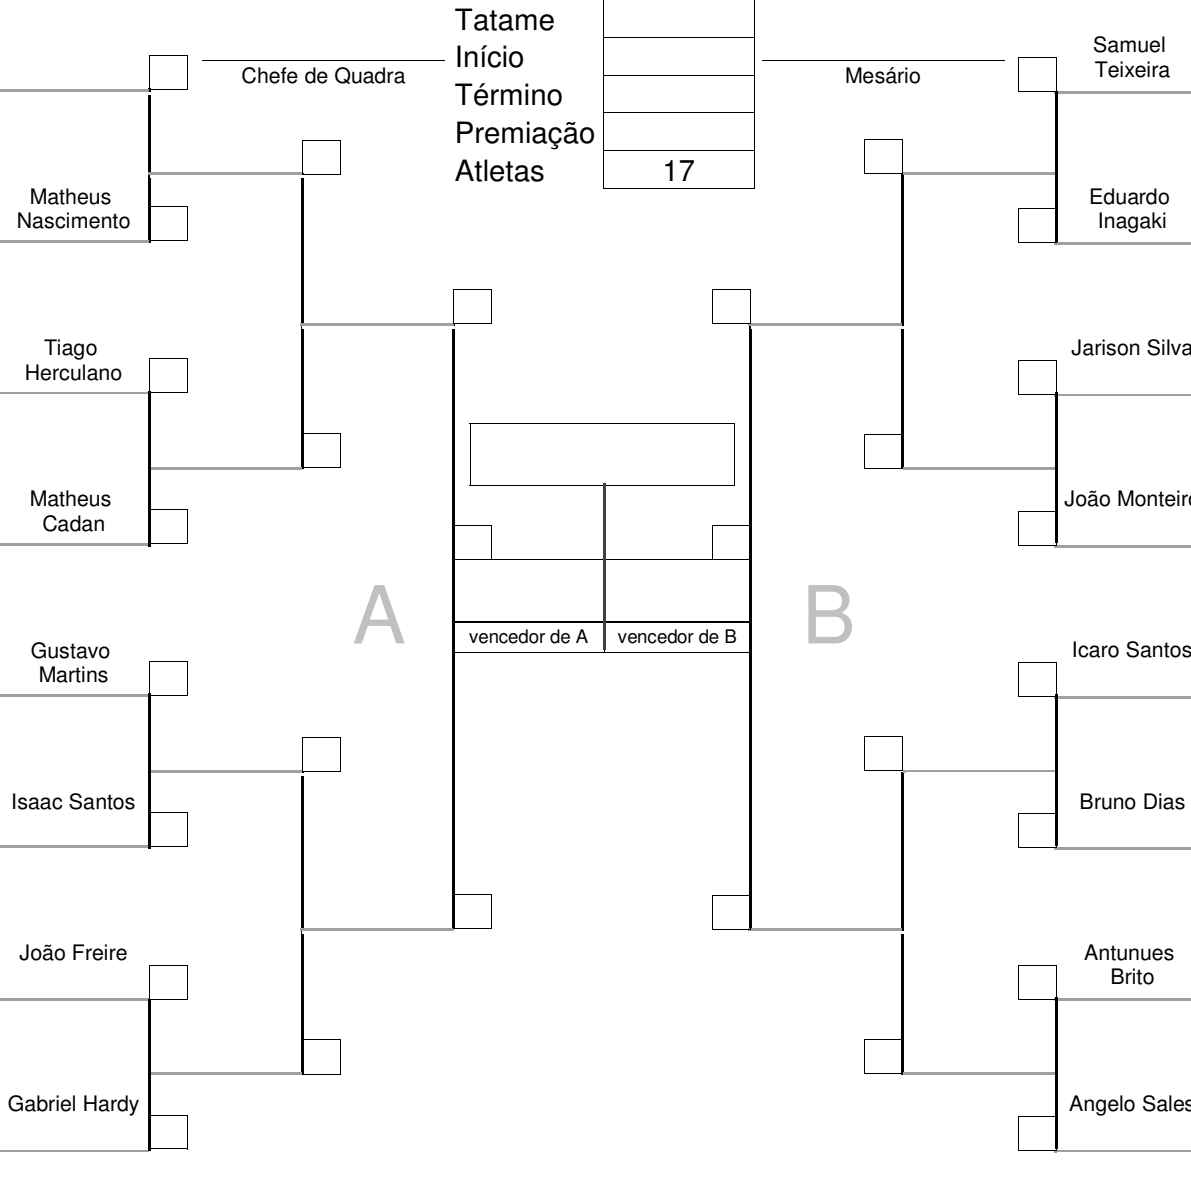 Tatame
Início
Término
Premiação
Atletas 17
Chefe de Quadra
Mesário
Matheus
Nascimento
Tiago
Herculano
Matheus
Cadan
Gustavo
Martins
Isaac Santos
João Freire
Gabriel Hardy
A
vencedor de A
vencedor de B
B
Samuel
Teixeira
Eduardo
Inagaki
Jarison Silva
João Monteiro
Icaro Santos
Bruno Dias
Antunues
Brito
Angelo Sales